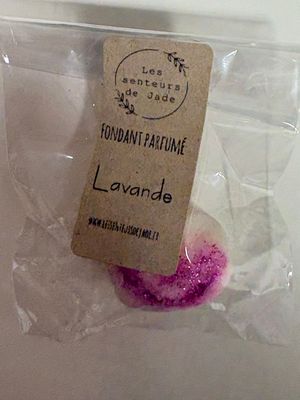 Les
senteurs
de Jade
FONDANT PARFUMÉ
Lavande